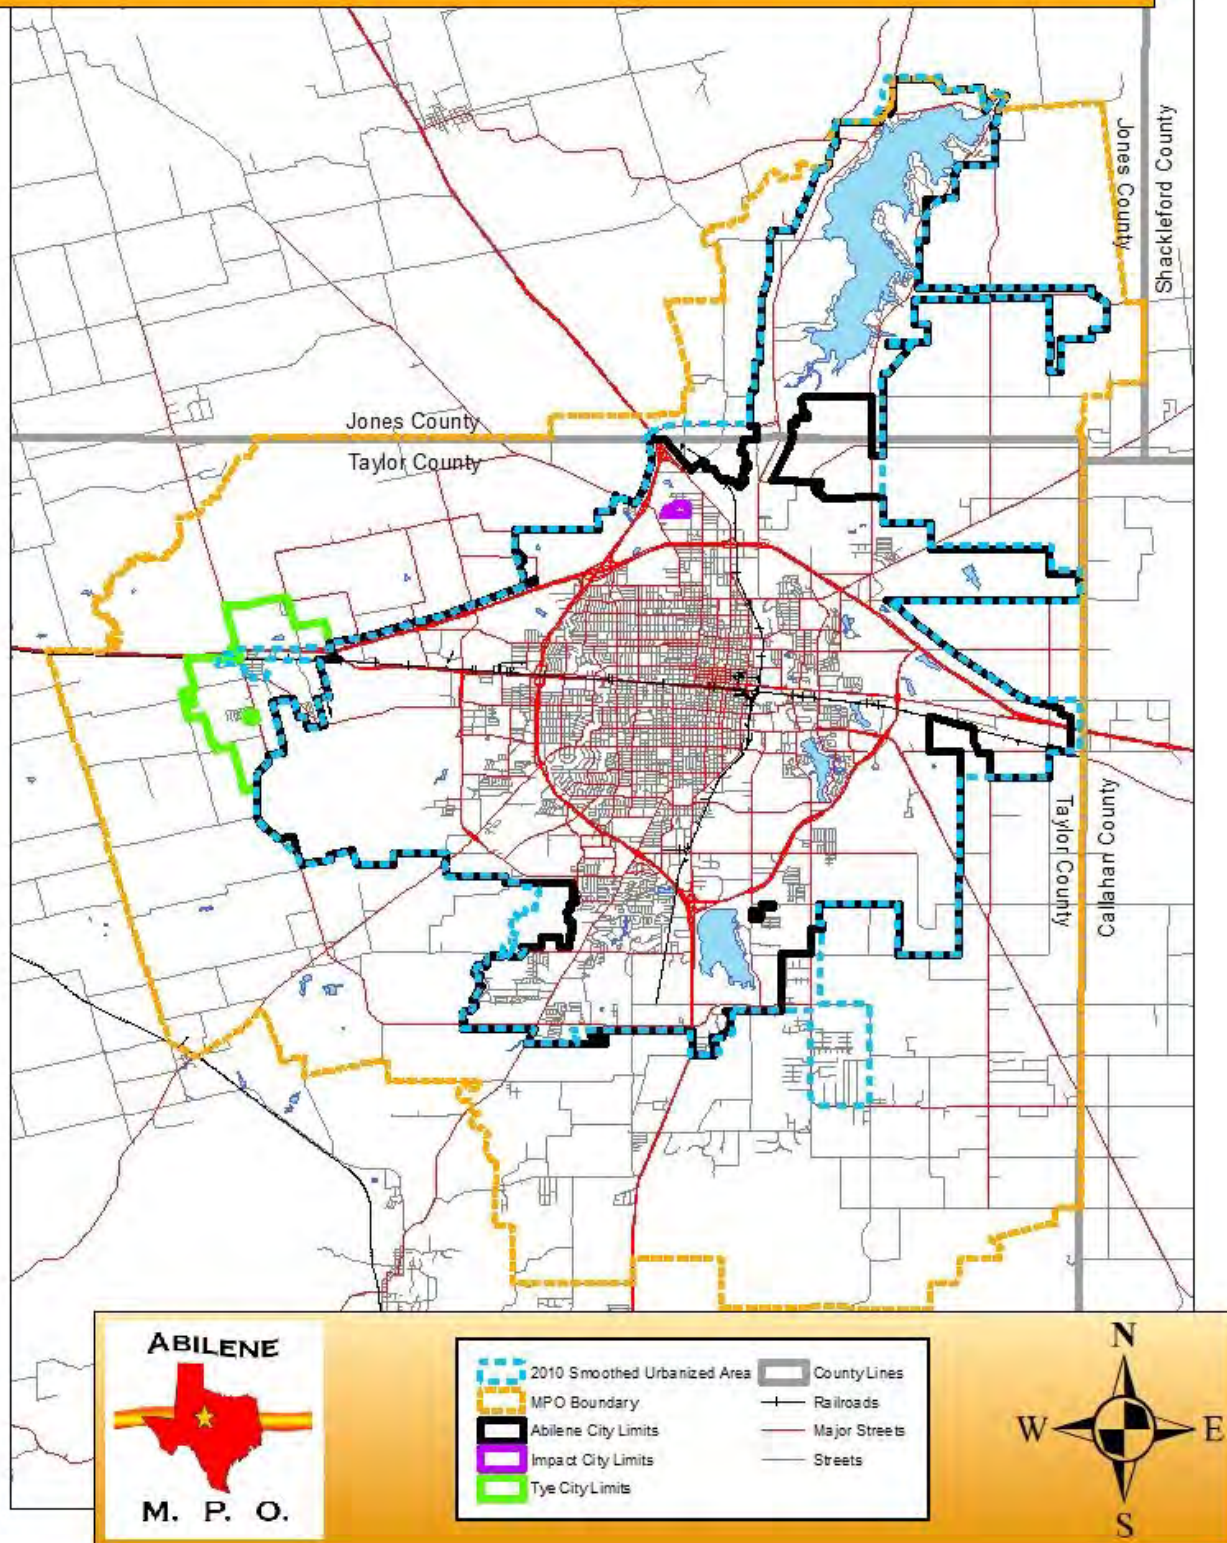 Jones County
Shackleford County
Jones County
Taylor County
Taylor County
Callahan County
ABILENE
M. P. O.
2010 Smoothed Urbanized Area
MPO Boundary
Abilene City Limits
Impact City Limits
Tye City Limits
County Lines
Railroads
Major Streets
Streets
N
W
E
S